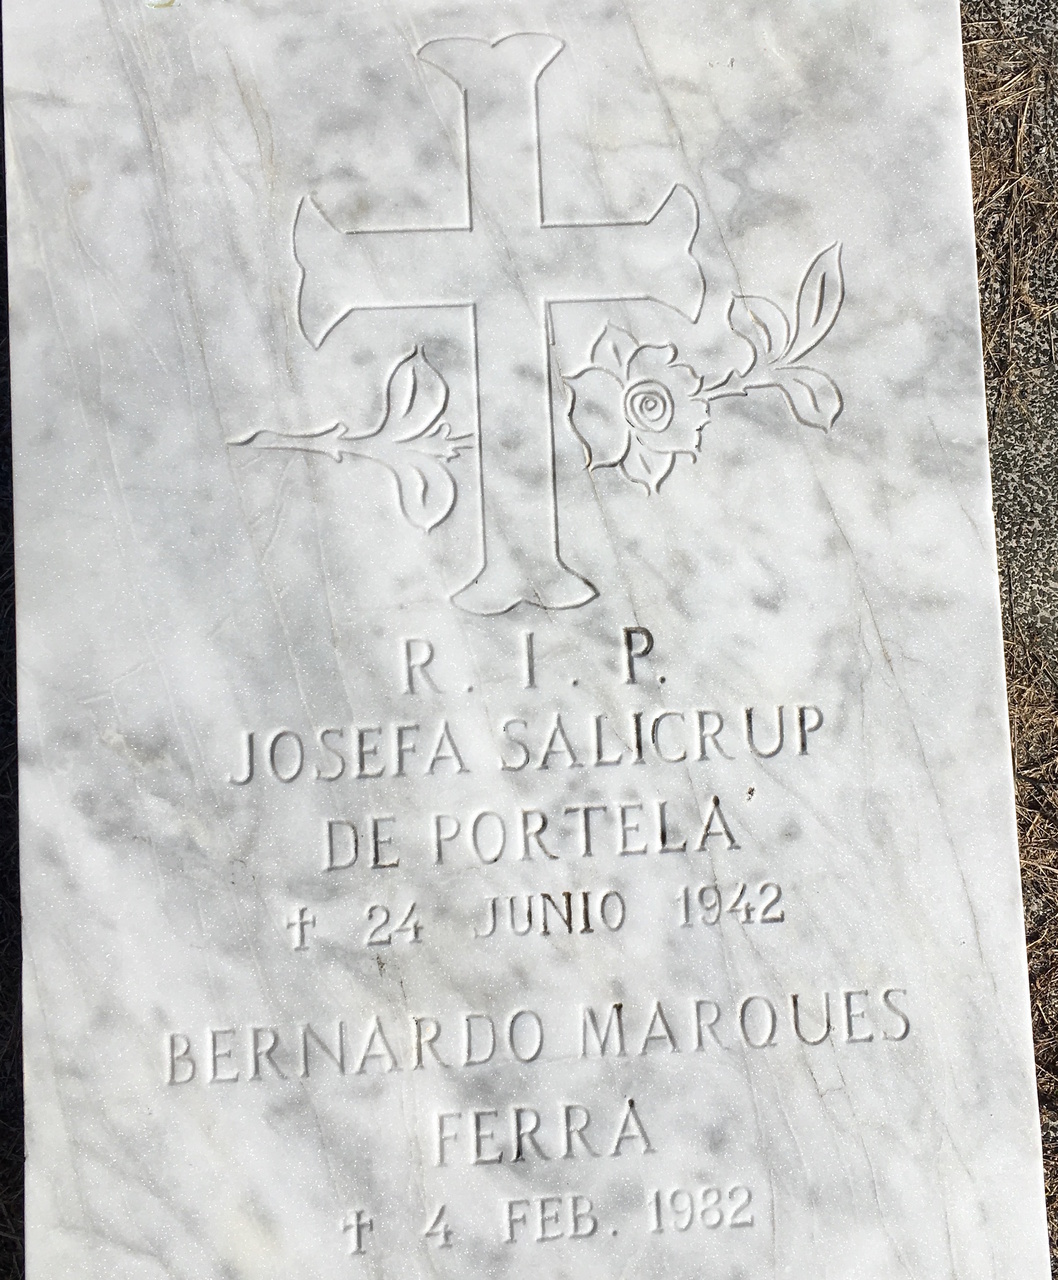 R. I. P.
JOSEFA SALICRUP
DE PORTELA
† 24 JUNIO 1942
BERNARDO MARQUES
FERRA
† 4 FEB. 1982